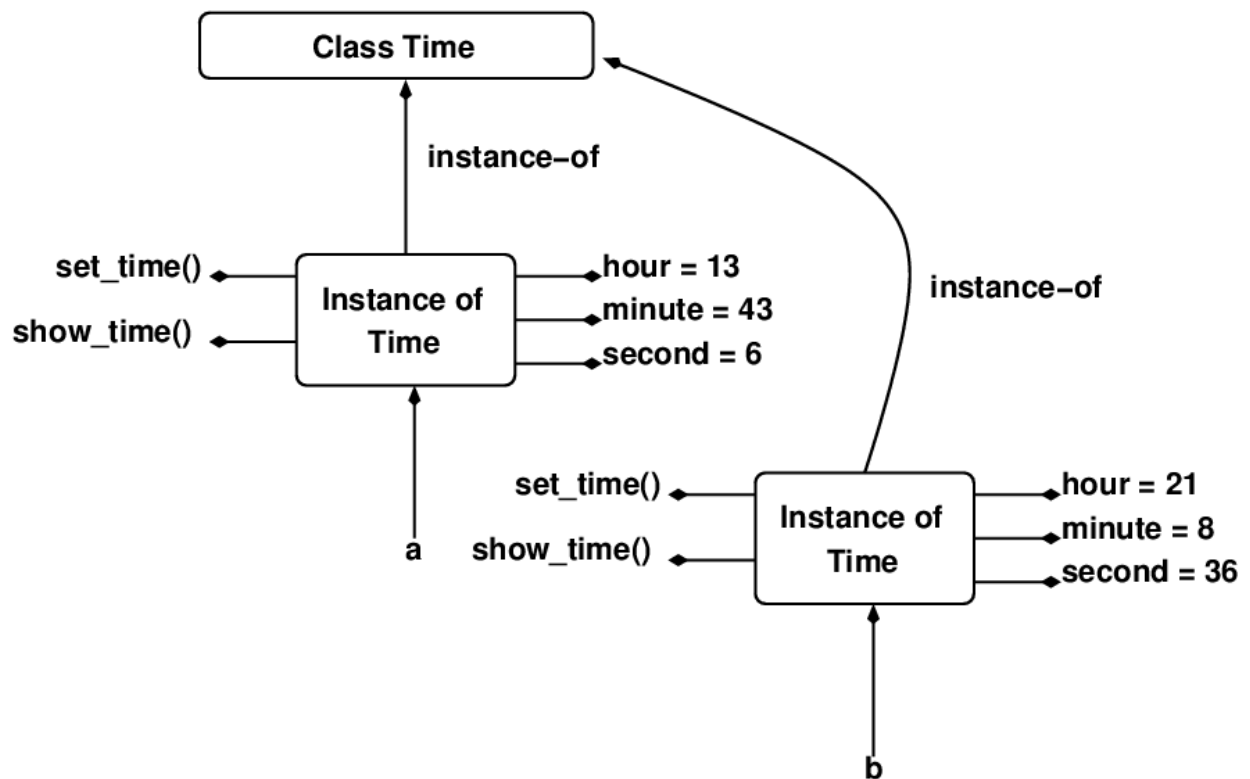 Class Time
instance–of
set_time()
show_time()
Instance of
Time
hour = 13
minute = 43
second = 6
a
instance–of
set_time()
show_time()
Instance of
Time
hour = 21
minute = 8
second = 36
b